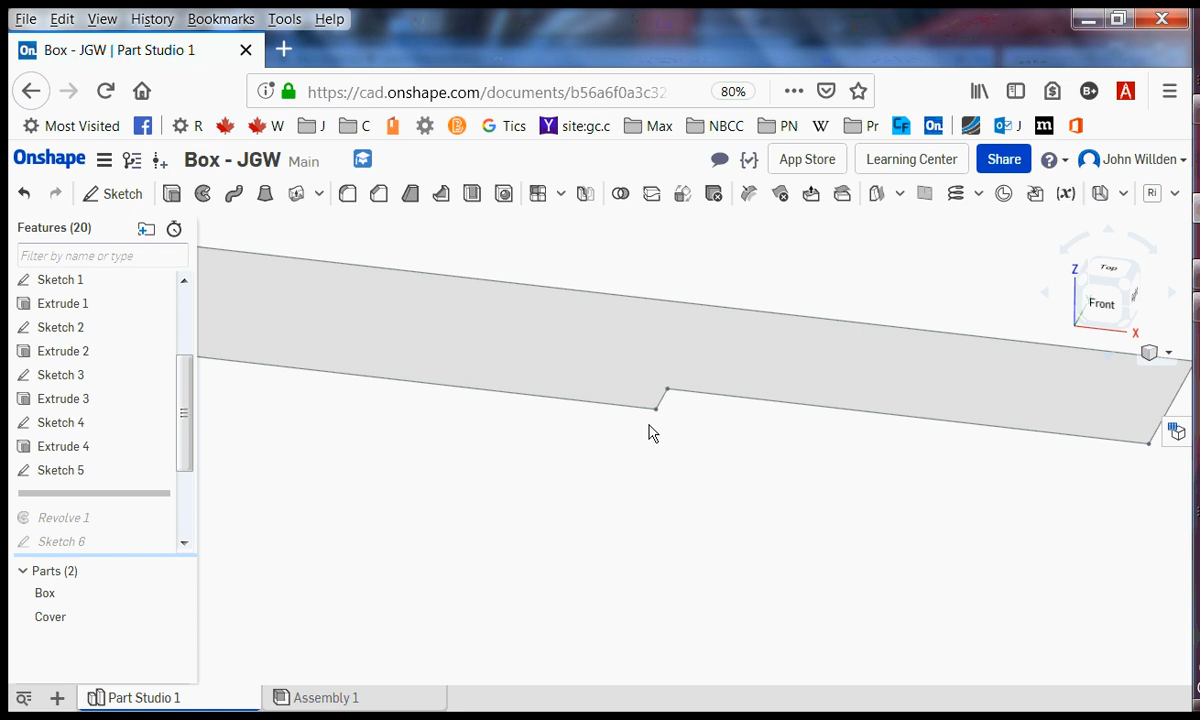 File Edit View History Bookmarks Tools Help
On Box - JGW | Part Studio 1
https://cad.onshape.com/documents/b56a6f0a3c32 80% B+ A
Most Visited f R W J C G Tics Y site:gc.c Max NBCC PN W Pr CF On J m
Onshape Box - JGW Main App Store Learning Center Share John Willden
Sketch (x) Ri
Features (20)
Filter by name or type
Sketch 1
Extrude 1
Sketch 2
Extrude 2
Sketch 3
Extrude 3
Sketch 4
Extrude 4
Sketch 5
Revolve 1
Sketch 6
Parts (2)
Box
Cover
Top
Z
Front
X
Part Studio 1 Assembly 1